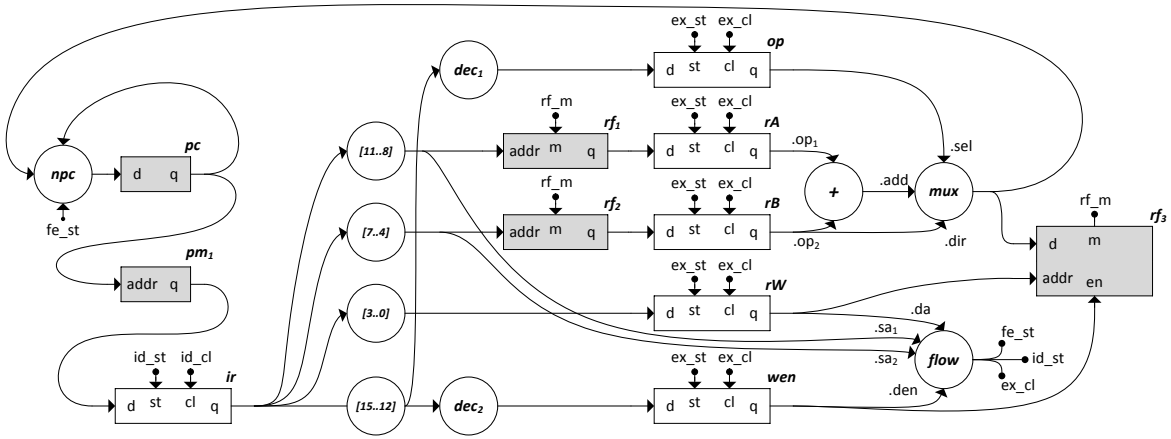 ex_st ex_cl op
dec₁ d st cl q
rf_m rf₁ ex_st ex_cl rA
npc pc d q fe_st
[11..8] addr m q d st cl q .op₁ .sel
rf_m rf₂ ex_st ex_cl rB
+ .add mux
[7..4] addr m q d st cl q .op₂ .dir
rf_m rf₃
d m
addr en
pm₁
addr q
ex_st ex_cl rW
[3..0] d st cl q .da
.sa₁
.sa₂ flow fe_st
id_st
ex_cl
id_st id_cl ir
ex_st ex_cl wen
d st cl q [15..12] dec₂ d st cl q .den